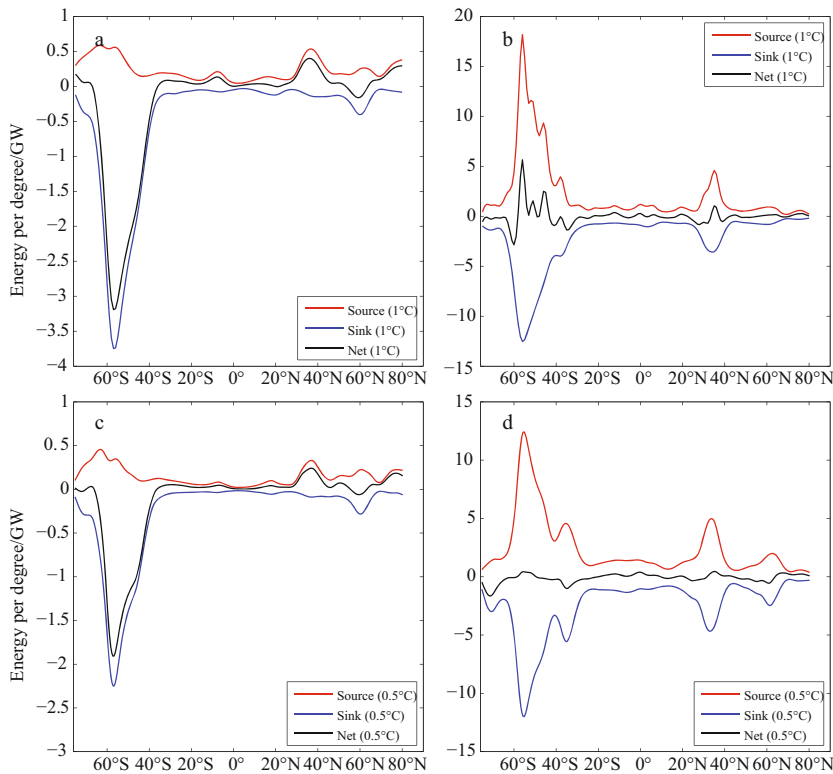 a
1
0.5
0
−0.5
−1
−1.5
−2
−2.5
−3
−3.5
−4
Energy per degree/GW
Source (1°C)
Sink (1°C)
Net (1°C)
60°S 40°S 20°S 0° 20°N 40°N 60°N 80°N
b
20
15
10
5
0
−5
−10
−15
Source (1°C)
Sink (1°C)
Net (1°C)
60°S 40°S 20°S 0° 20°N 40°N 60°N 80°N
c
1
0.5
0
−0.5
−1
−1.5
−2
−2.5
−3
Energy per degree/GW
Source (0.5°C)
Sink (0.5°C)
Net (0.5°C)
60°S 40°S 20°S 0° 20°N 40°N 60°N 80°N
d
15
10
5
0
−5
−10
−15
Source (0.5°C)
Sink (0.5°C)
Net (0.5°C)
60°S 40°S 20°S 0° 20°N 40°N 60°N 80°N